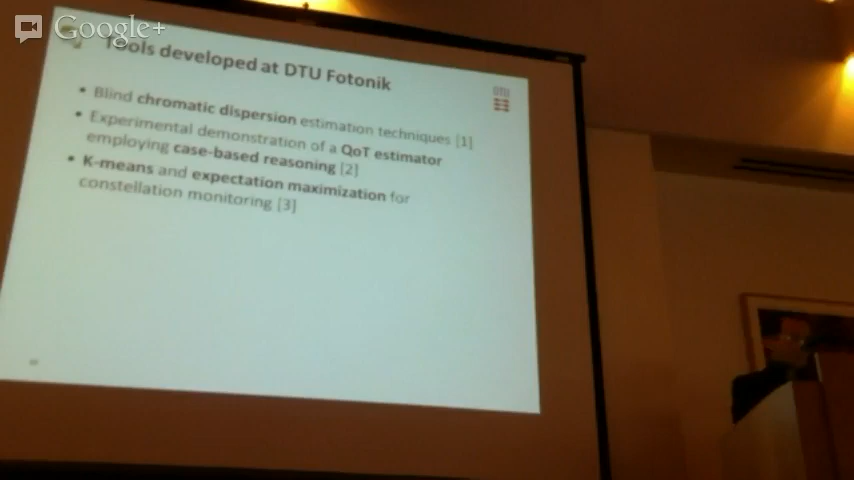 Google+
Tools developed at DTU Fotonik
DTU
• Blind chromatic dispersion estimation techniques [1]
• Experimental demonstration of a QoT estimator
employing case-based reasoning [2]
• K-means and expectation maximization for
constellation monitoring [3]